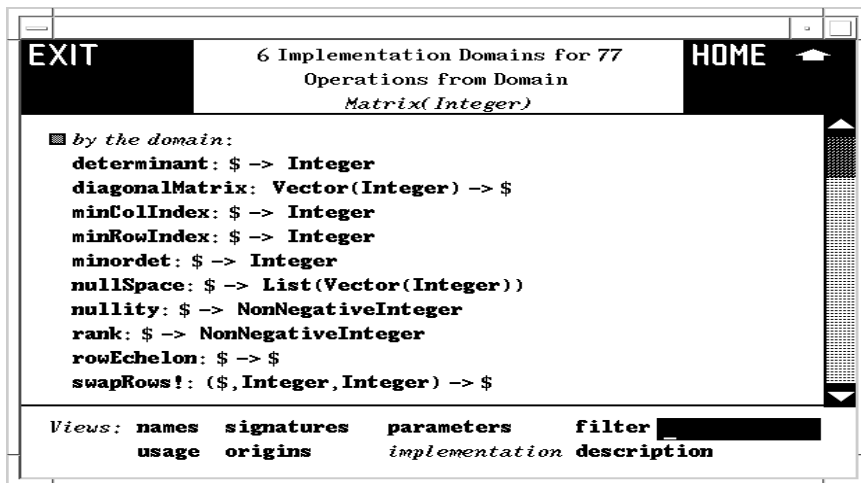 EXIT
6 Implementation Domains for 77
Operations from Domain
Matrix(Integer)
HOME
by the domain:
determinant: $ -> Integer
diagonalMatrix: Vector(Integer) -> $
minColIndex: $ -> Integer
minRowIndex: $ -> Integer
minordet: $ -> Integer
nullSpace: $ -> List(Vector(Integer))
nullity: $ -> NonNegativeInteger
rank: $ -> NonNegativeInteger
rowEchelon: $ -> $
swapRows!: ($,Integer,Integer) -> $
Views: names signatures parameters filter _
usage origins implementation description